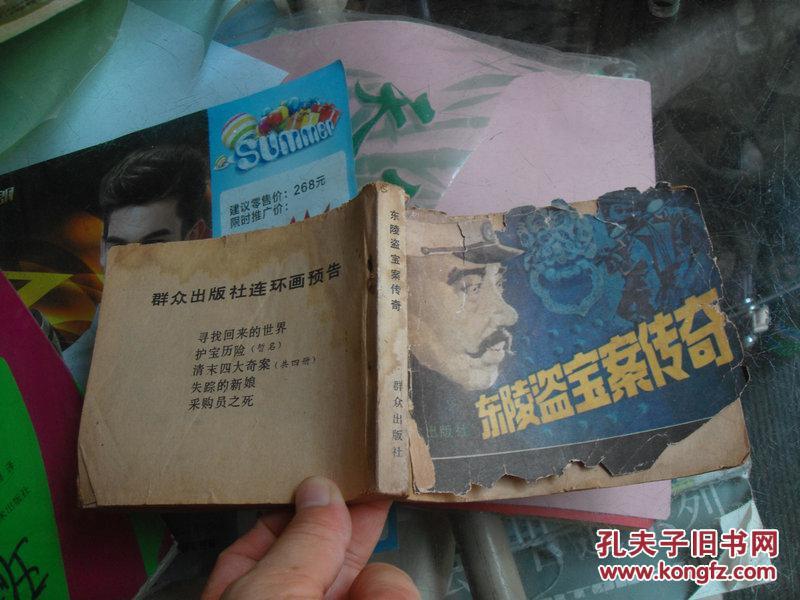 群众出版社连环画预告
寻找回来的世界
护宝历险（暂名）
清末四大奇案（共四册）
失踪的新娘
采购员之死
东陵盗宝案传奇
群众出版社
东陵盗宝案传奇
出版社
Summer
建议零售价：268元
限时推广价：
孔夫子旧书网
www.kongfz.com